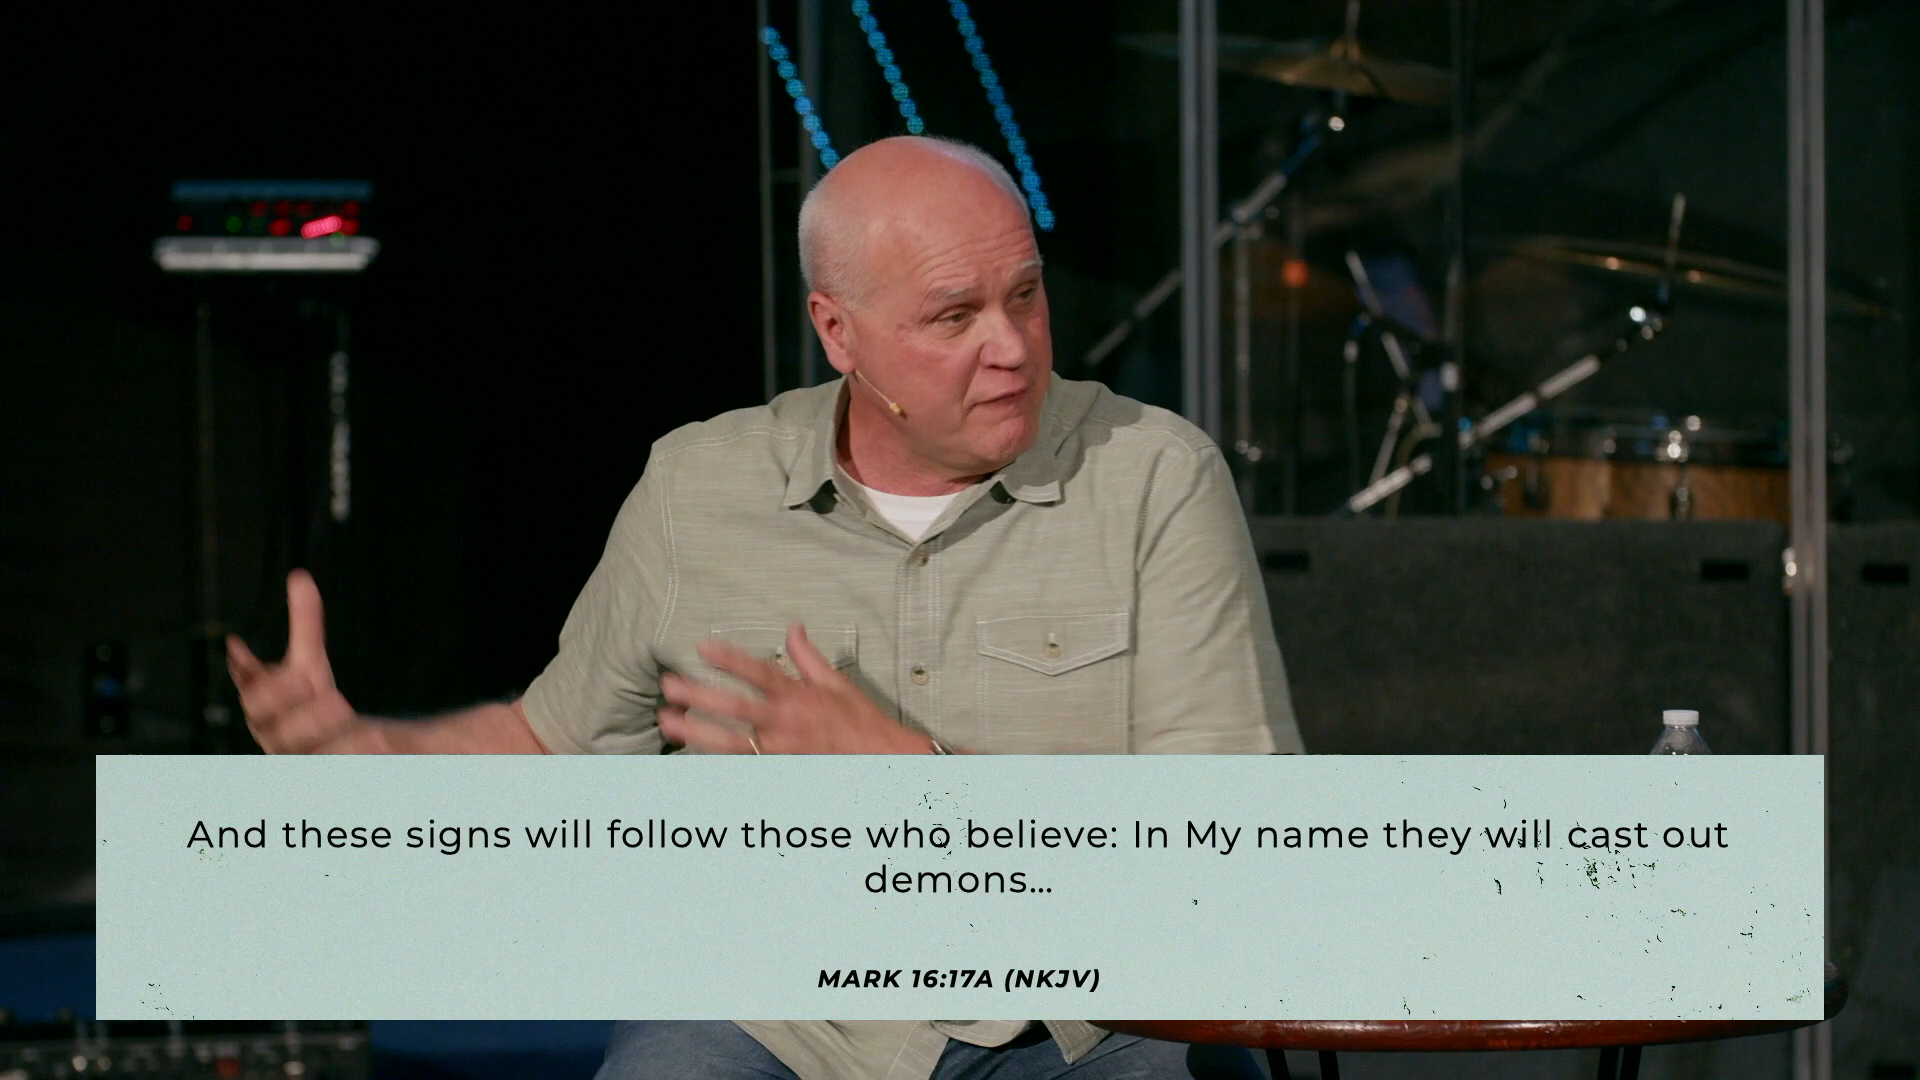 And these signs will follow those who believe: In My name they will cast out
demons...
MARK 16:17A (NKJV)